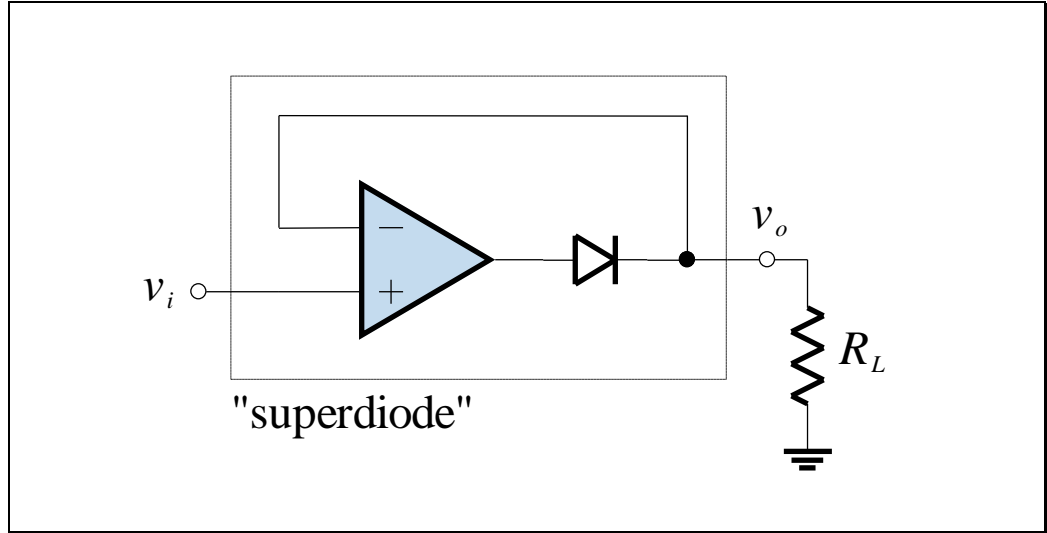 v_o
−
v_i
+
R_L
"superdiode"